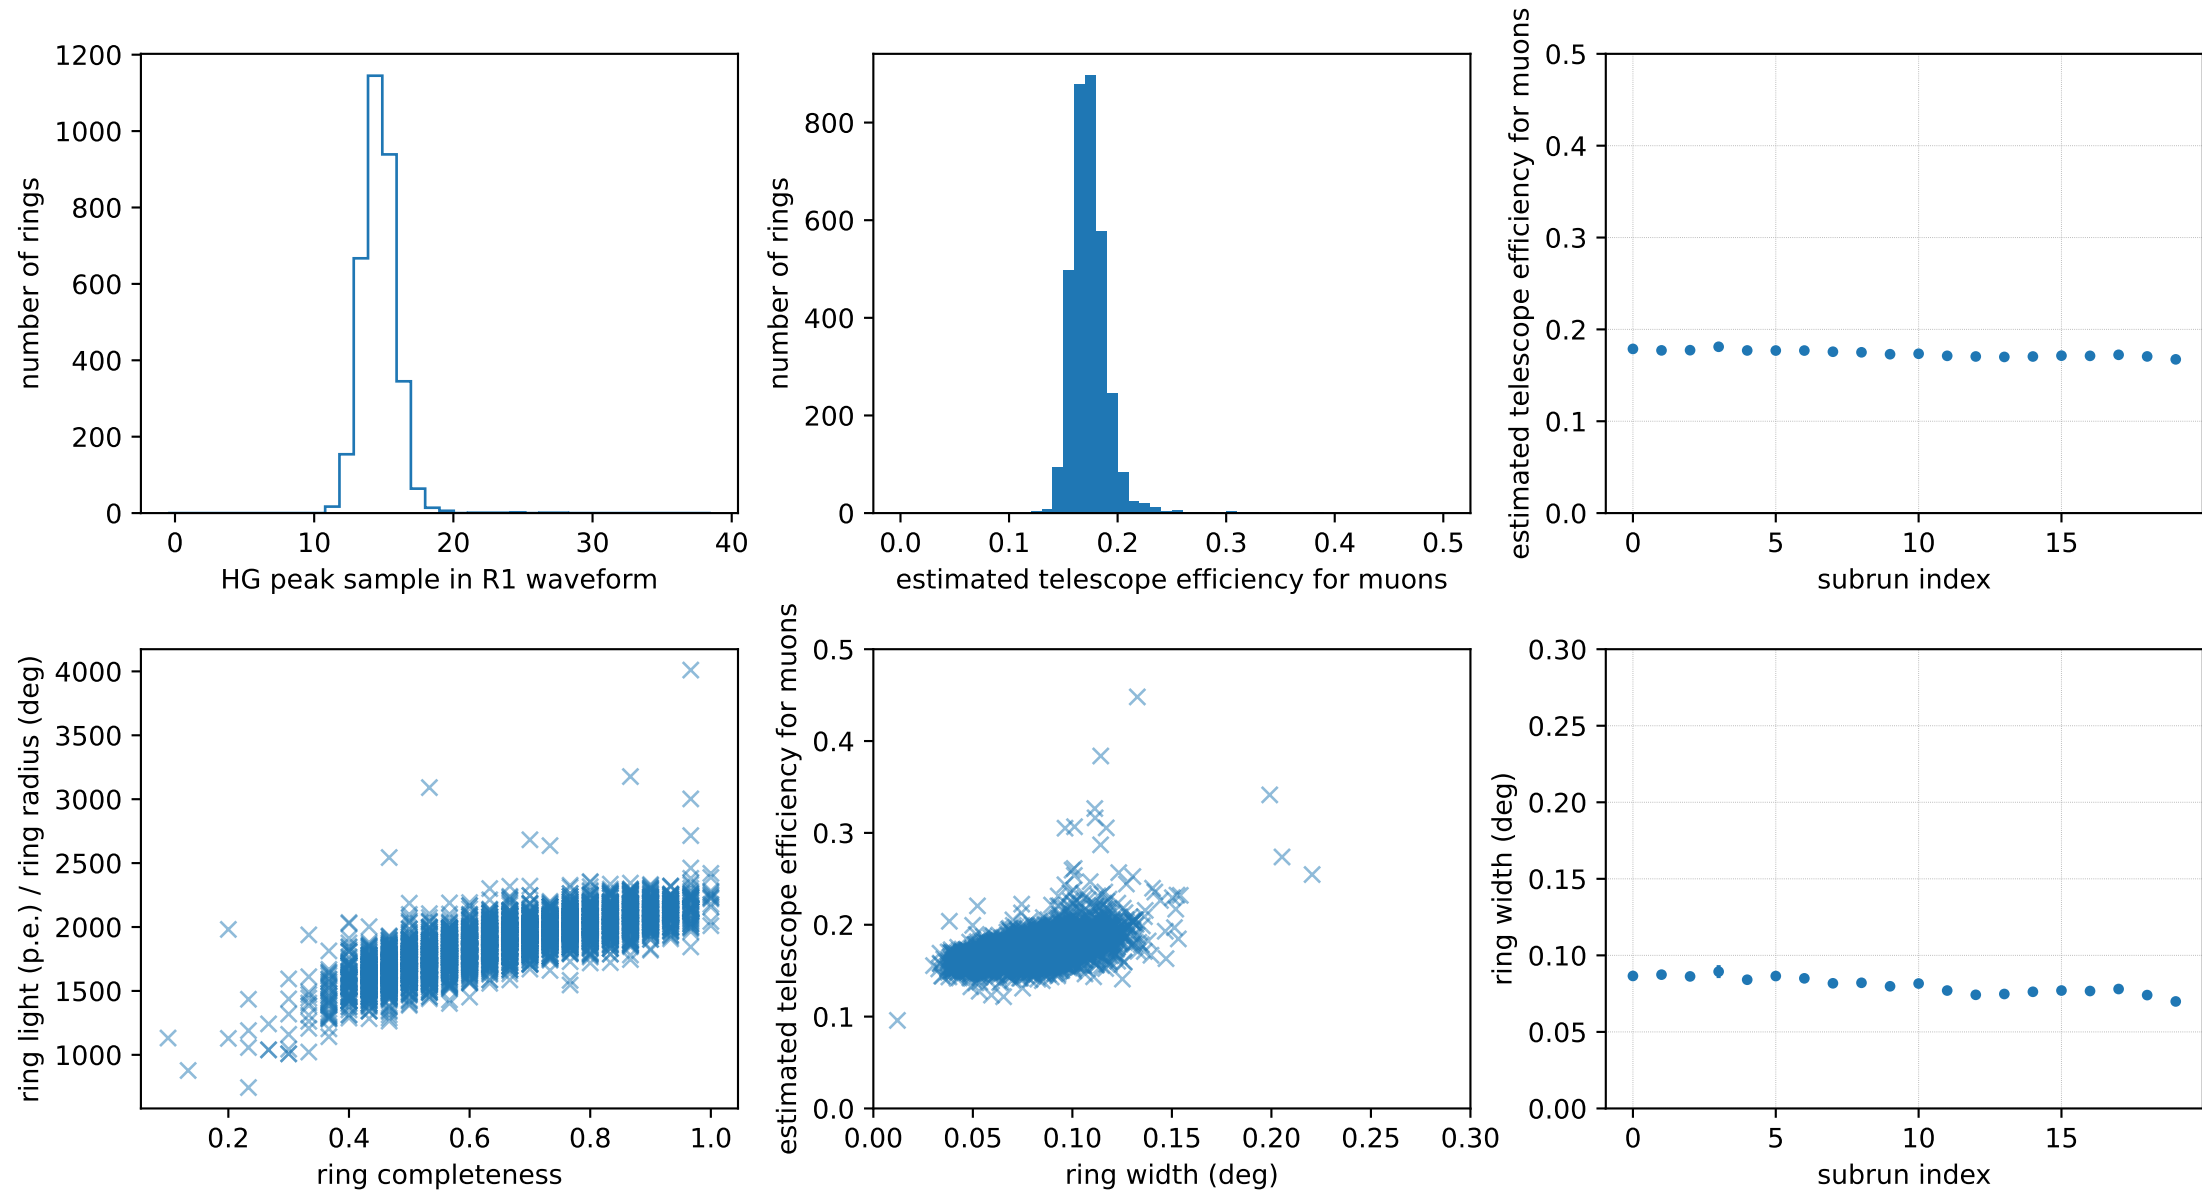 1200
1000
800
600
400
200
0
number of rings
0 10 20 30 40
HG peak sample in R1 waveform
800
600
400
200
0
number of rings
0.0 0.1 0.2 0.3 0.4 0.5
estimated telescope efficiency for muons
0.5
0.4
0.3
0.2
0.1
0.0
estimated telescope efficiency for muons
0 5 10 15
subrun index
4000
3500
3000
2500
2000
1500
1000
ring light (p.e.) / ring radius (deg)
0.2 0.4 0.6 0.8 1.0
ring completeness
0.5
0.4
0.3
0.2
0.1
0.0
estimated telescope efficiency for muons
0.00 0.05 0.10 0.15 0.20 0.25 0.30
ring width (deg)
0.30
0.25
0.20
0.15
0.10
0.05
0.00
ring width (deg)
0 5 10 15
subrun index